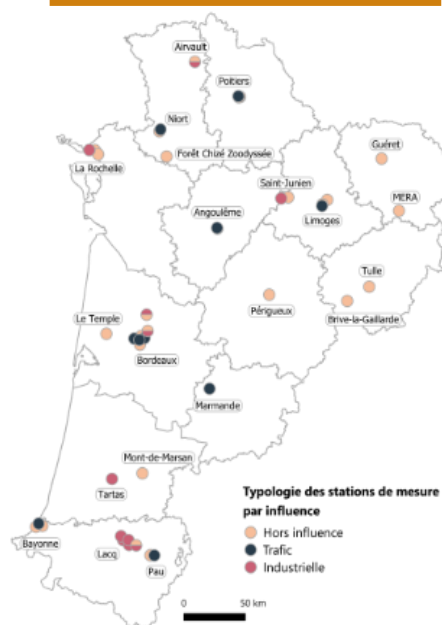 Airvault
Poitiers
Niort
Guéret
La Rochelle
Forêt Chizé Zoodyssée
Saint-Junien
MERA
Angoulême
Limoges
Tulle
Le Temple
Périgueux
Brive-la-Gaillarde
Bordeaux
Marmande
Mont-de-Marsan
Tartas
Typologie des stations de mesure
par influence
Hors influence
Trafic
Industrielle
Bayonne
Lacq
Pau
0 50 km